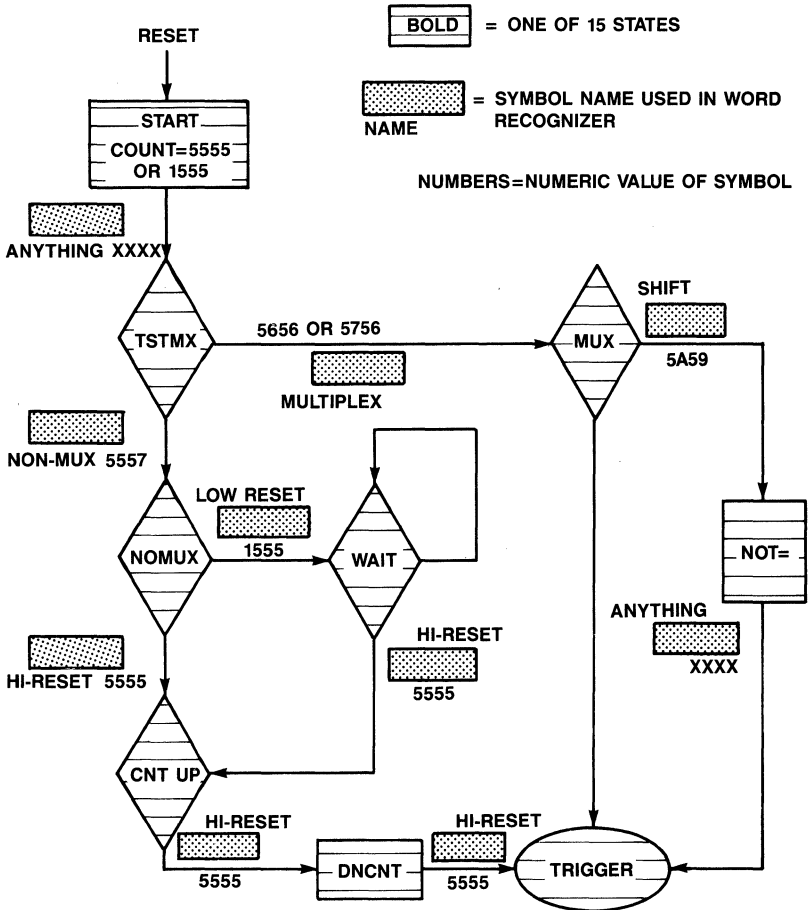 RESET
BOLD = ONE OF 15 STATES
START
COUNT=5555
OR 1555
= SYMBOL NAME USED IN WORD
RECOGNIZER
NAME
NUMBERS=NUMERIC VALUE OF SYMBOL
ANYTHING XXXX
TSTMX
5656 OR 5756
MULTIPLEX
MUX
SHIFT
5A59
NON-MUX 5557
NOMUX
LOW RESET
1555
WAIT
NOT=
ANYTHING
XXXX
HI-RESET 5555
HI-RESET
5555
CNT UP
HI-RESET
5555
DNCNT
HI-RESET
5555
TRIGGER